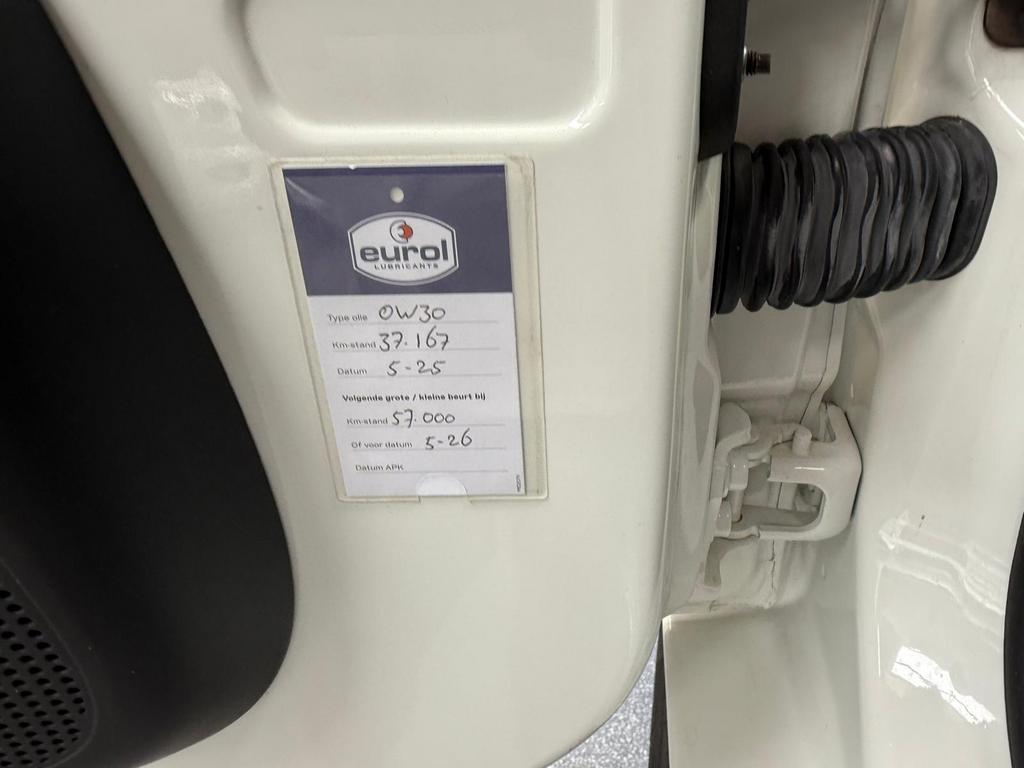 eurol
LUBRICANTS
Type olie 0W30
Km-stand 37.167
Datum 5-25
Volgende grote / kleine beurt bij
Km-stand 57.000
Of voor datum 5-26
Datum APK